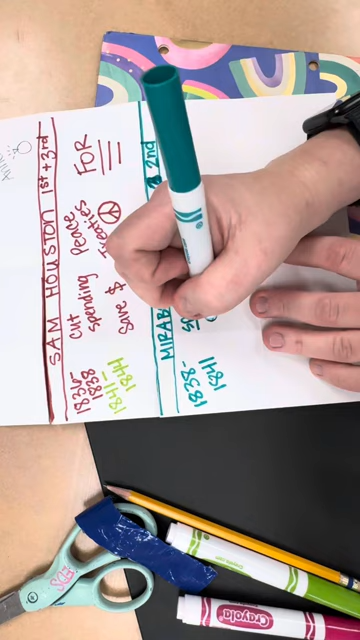 SAM HOUSTON 1st + 3rd
1836-
1838
1841-
1844
cut
spending
save $
peace
treaties
FOR
MIRAB
2nd
1838-
1841
Crayola